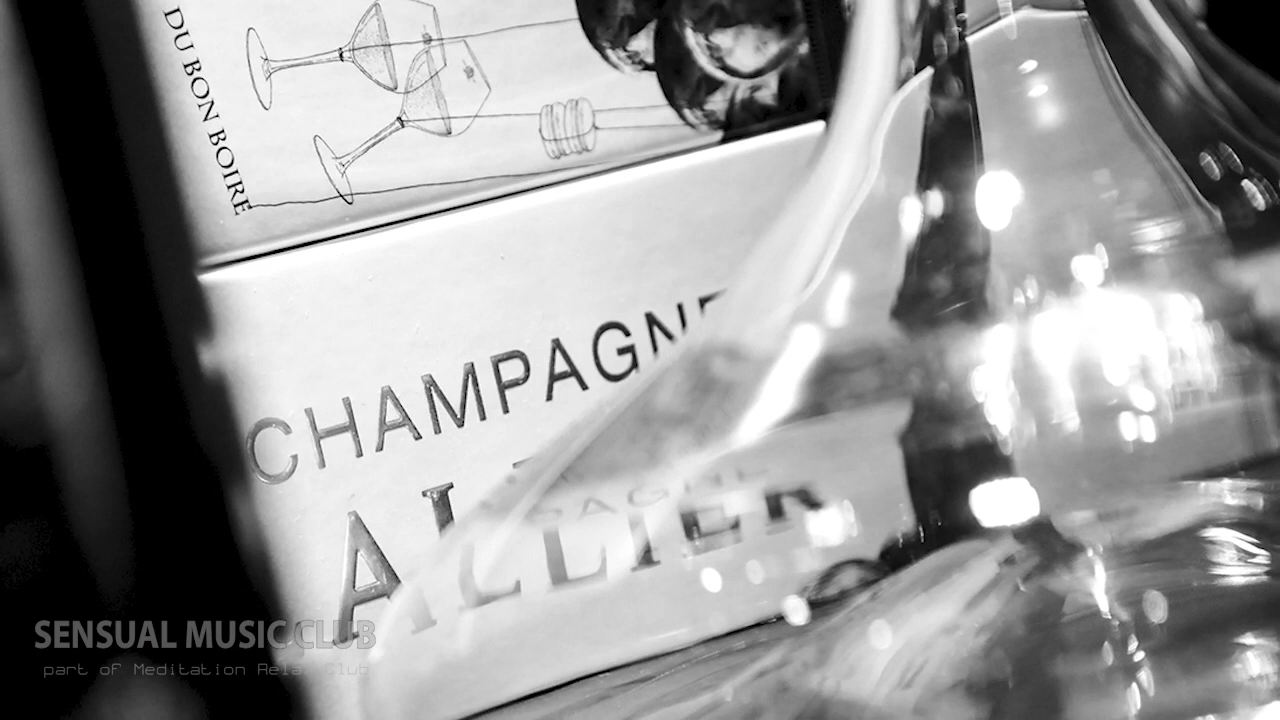 DU BON BOIRE
CHAMPAGNE
SENSUAL MUSIC CLUB
part of Meditation Relax Club